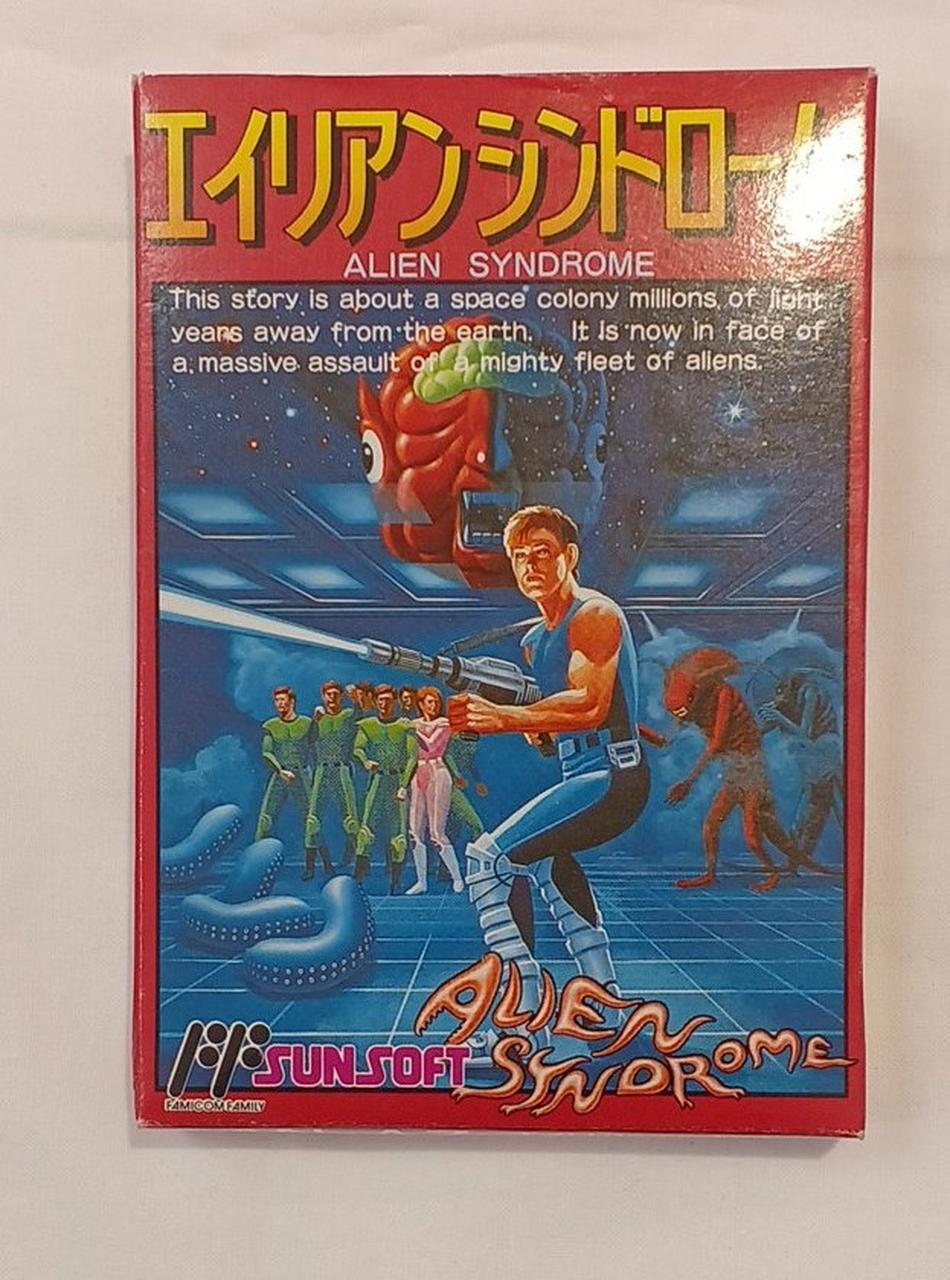 エイリアンシンドローム
ALIEN SYNDROME
This story is about a space colony millions of light
years away from the earth. It is now in face of
a massive assault of a mighty fleet of aliens.
ALIEN
SYNDROME
SUNSOFT
FAMICOM FAMILY